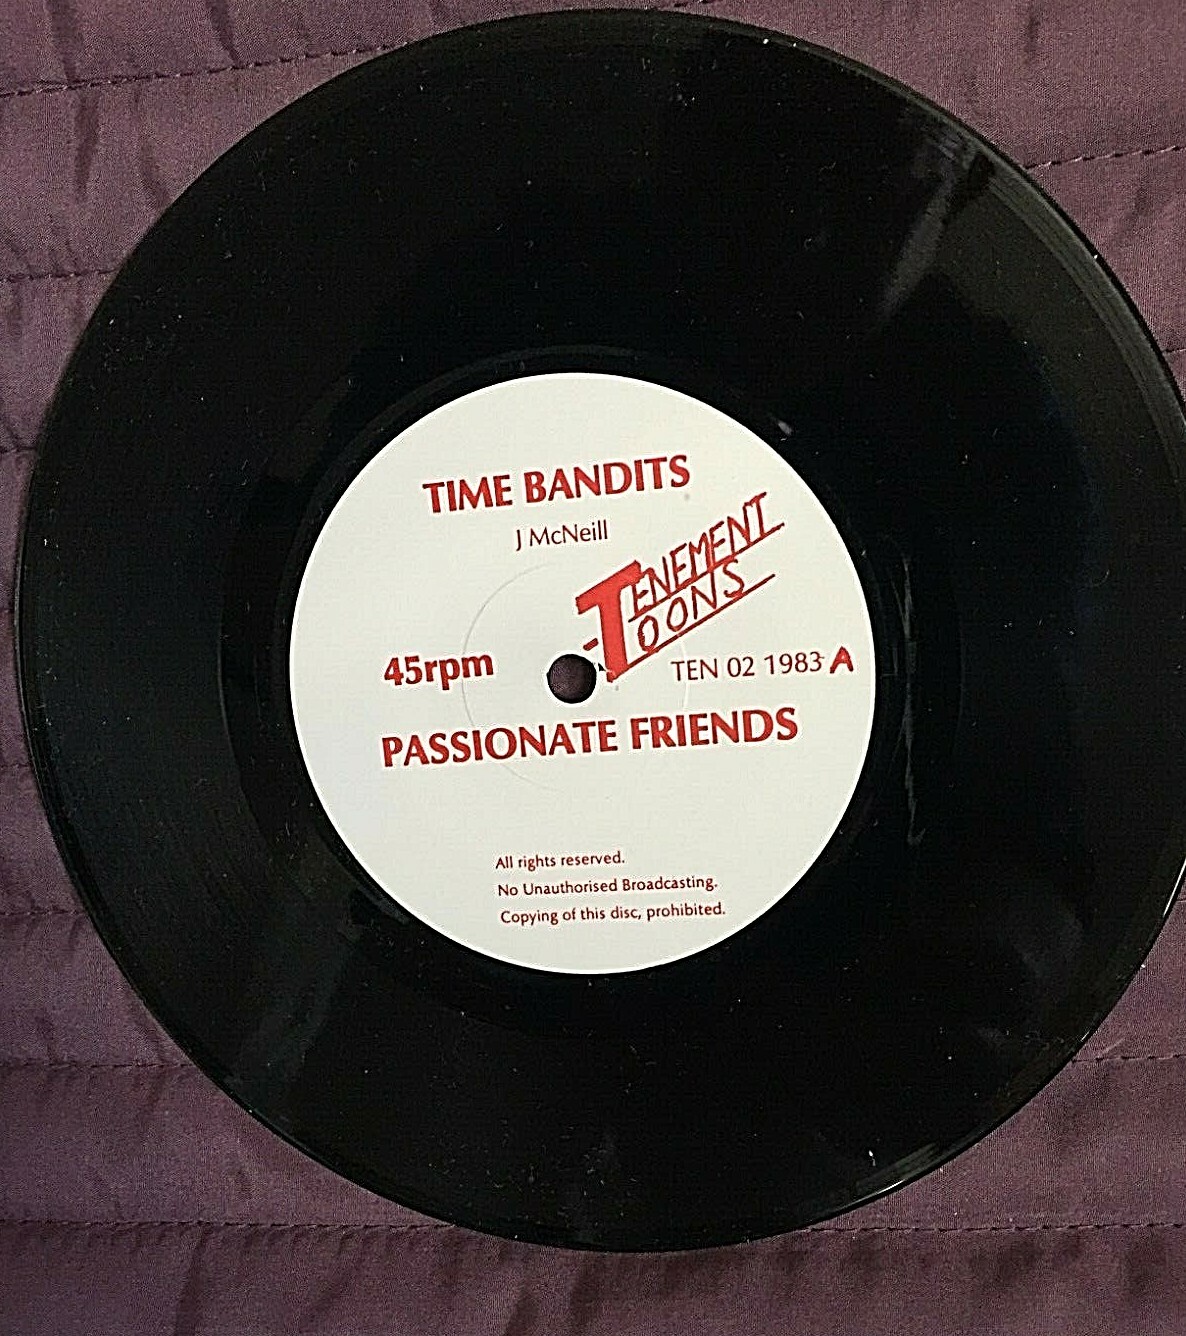 TIME BANDITS
J McNeill
TENEMENT
TOONS
45rpm
TEN 02 1983 A
PASSIONATE FRIENDS
All rights reserved.
No Unauthorised Broadcasting.
Copying of this disc, prohibited.